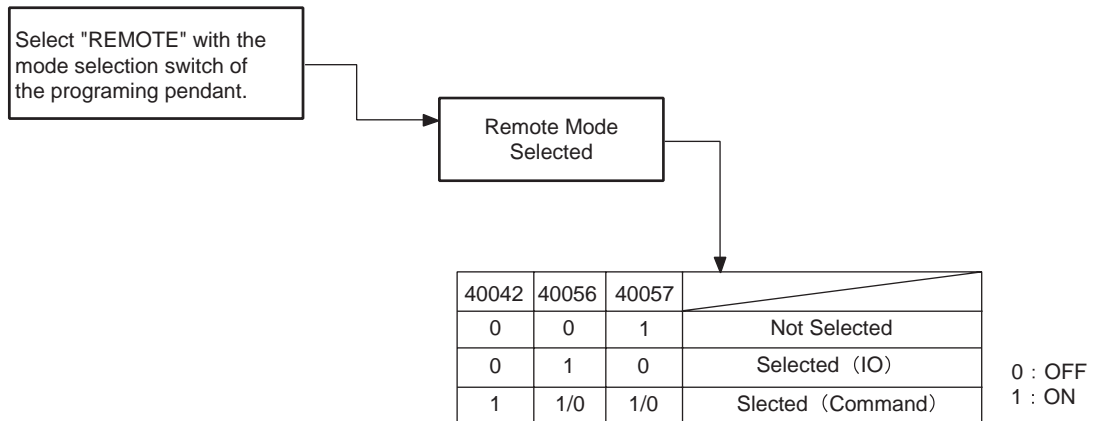 Select "REMOTE" with the
mode selection switch of
the programing pendant.
Remote Mode
Selected
40042 40056 40057
0 0 1 Not Selected
0 1 0 Selected（IO）
1 1/0 1/0 Slected（Command）
0：OFF
1：ON